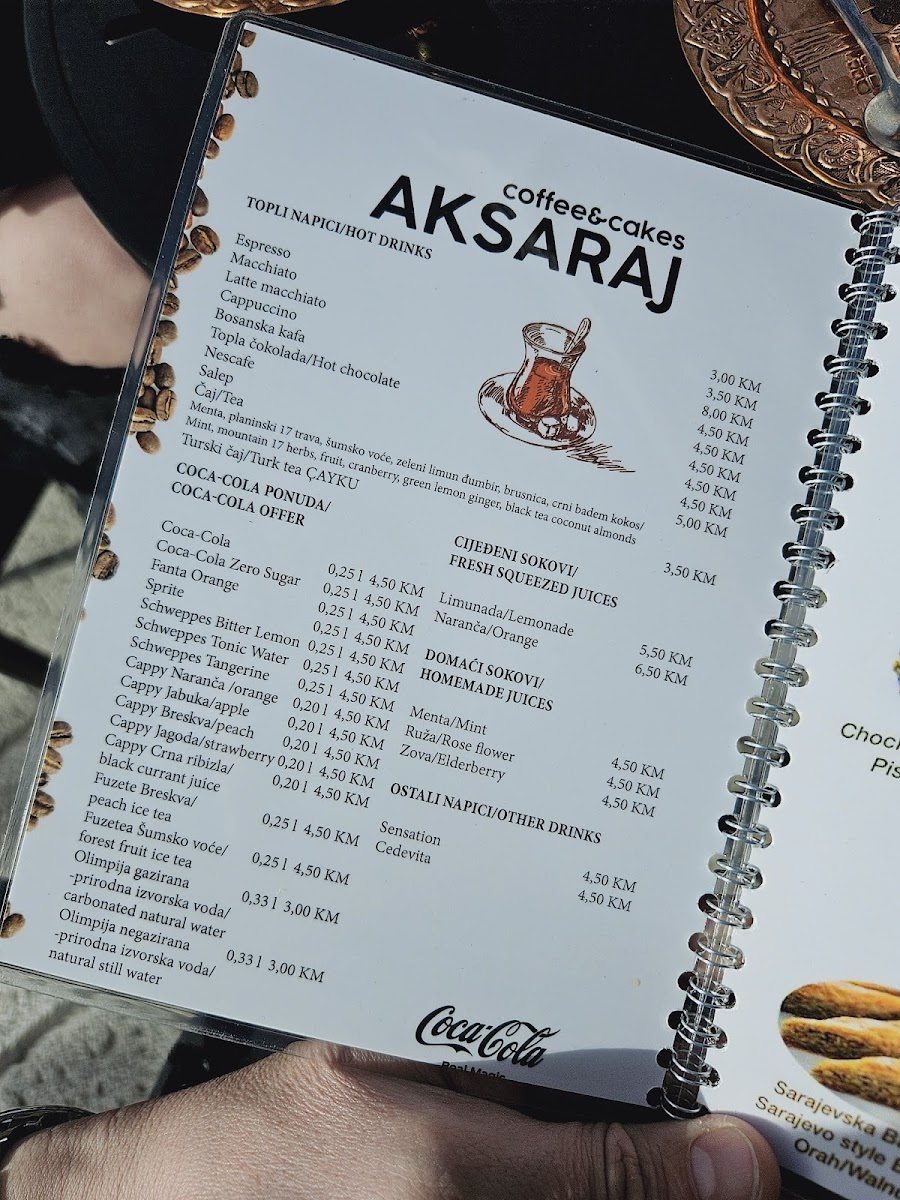 coffee&cakes
AKSARAJ
TOPLI NAPICI/HOT DRINKS
Espresso 3,00 KM
Macchiato 3,50 KM
Latte macchiato 8,00 KM
Cappuccino 4,50 KM
Bosanska kafa 4,50 KM
Topla čokolada/Hot chocolate 4,50 KM
Nescafe 4,50 KM
Salep 4,50 KM
Čaj/Tea 5,00 KM
Menta, planinski 17 trava, šumsko voće, zeleni limun đumbir, brusnica, crni badem kokos/
Mint, mountain 17 herbs, fruit, cranberry, green lemon ginger, black tea coconut almonds
Turski čaj/Turk tea ÇAYKU 3,50 KM
COCA-COLA PONUDA/
COCA-COLA OFFER
Coca-Cola 0,25 l 4,50 KM
Coca-Cola Zero Sugar 0,25 l 4,50 KM
Fanta Orange 0,25 l 4,50 KM
Sprite 0,25 l 4,50 KM
Schweppes Bitter Lemon 0,25 l 4,50 KM
Schweppes Tonic Water 0,25 l 4,50 KM
Schweppes Tangerine 0,25 l 4,50 KM
Cappy Naranča /orange 0,20 l 4,50 KM
Cappy Jabuka/apple 0,20 l 4,50 KM
Cappy Breskva/peach 0,20 l 4,50 KM
Cappy Jagoda/strawberry 0,20 l 4,50 KM
Cappy Crna ribizla/ 0,20 l 4,50 KM
black currant juice
Fuzete Breskva/ 0,25 l 4,50 KM
peach ice tea
Fuzetea Šumsko voće/ 0,25 l 4,50 KM
forest fruit ice tea
Olimpija gazirana 0,33 l 3,00 KM
-prirodna izvorska voda/
carbonated natural water
Olimpija negazirana 0,33 l 3,00 KM
-prirodna izvorska voda/
natural still water
CIJEĐENI SOKOVI/
FRESH SQUEEZED JUICES
Limunada/Lemonade 5,50 KM
Naranča/Orange 6,50 KM
DOMAĆI SOKOVI/
HOMEMADE JUICES
Menta/Mint 4,50 KM
Ruža/Rose flower 4,50 KM
Zova/Elderberry 4,50 KM
OSTALI NAPICI/OTHER DRINKS
Sensation 4,50 KM
Cedevita 4,50 KM
Coca-Cola
Real Magic
Choc
Pis
Sarajevska B
Sarajevo style
Orah/Waln